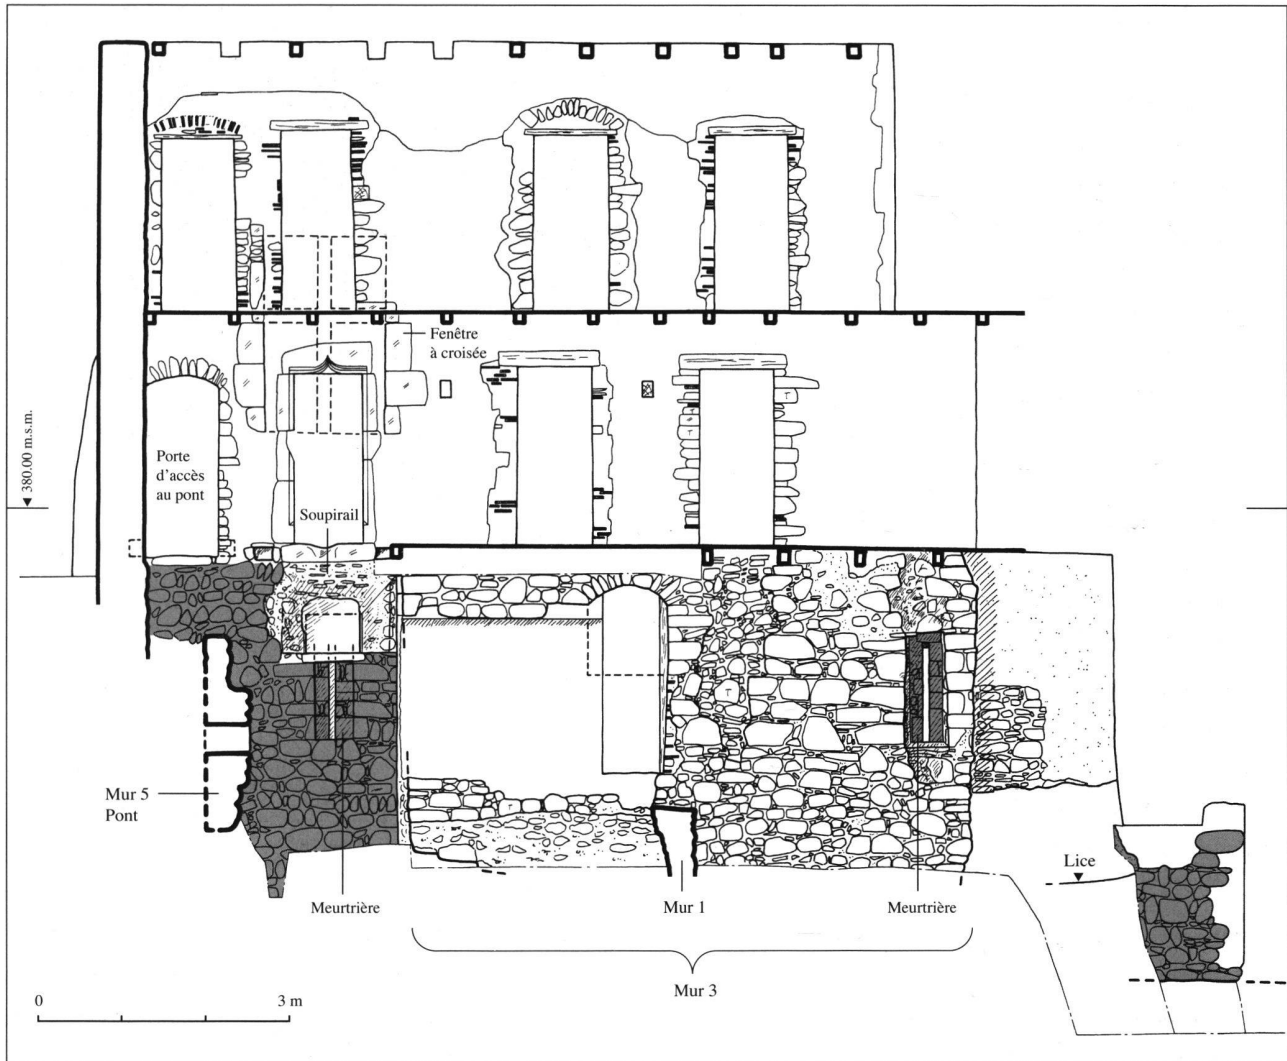 Fenêtre
à croisée
380.00 m.s.m.
Porte
d'accès
au pont
Soupirail
Mur 5
Pont
Lice
Meurtrière
Mur 1
Meurtrière
Mur 3
0
3 m